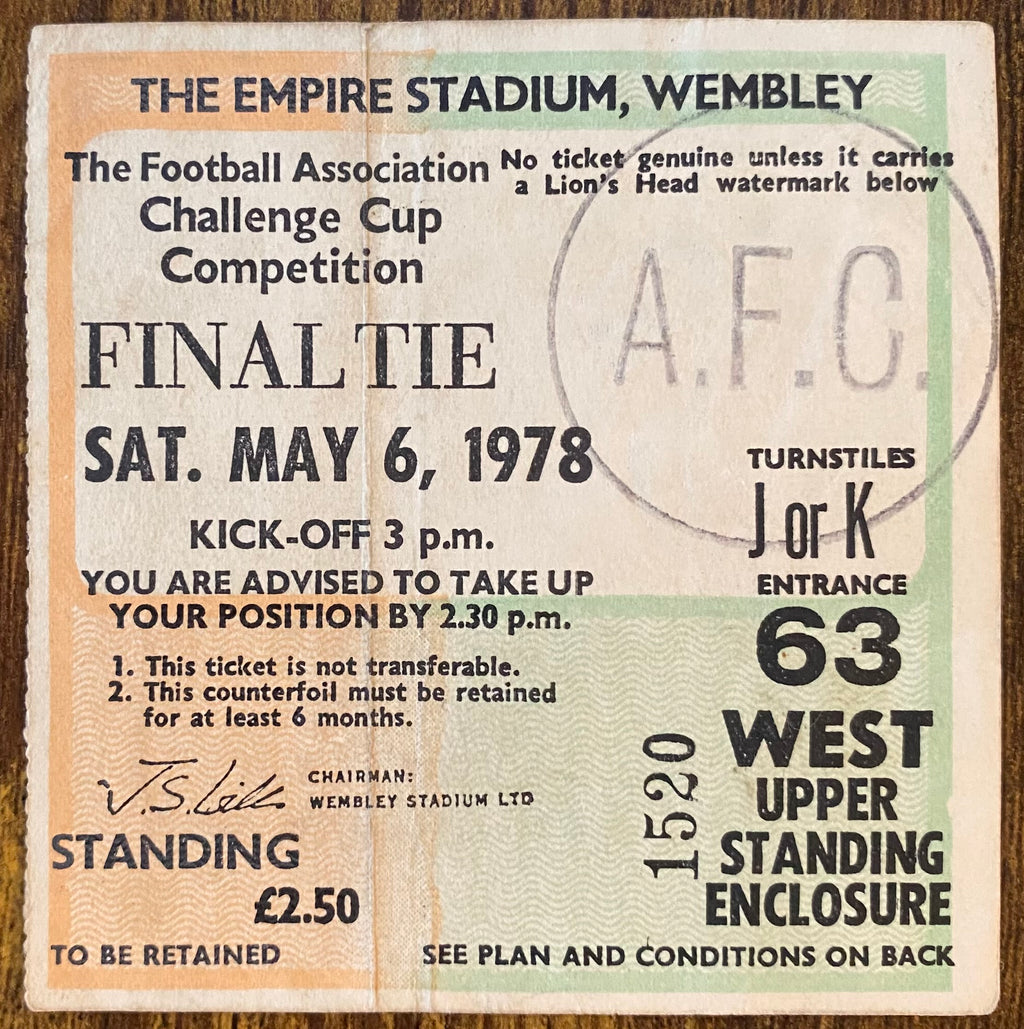 THE EMPIRE STADIUM, WEMBLEY
The Football Association
Challenge Cup
Competition
No ticket genuine unless it carries
a Lion's Head watermark below
A.F.C.
FINAL TIE
SAT. MAY 6, 1978
KICK-OFF 3 p.m.
YOU ARE ADVISED TO TAKE UP
YOUR POSITION BY 2.30 p.m.
1. This ticket is not transferable.
2. This counterfoil must be retained
for at least 6 months.
CHAIRMAN:
WEMBLEY STADIUM LTD
STANDING
£2.50
TO BE RETAINED
TURNSTILES
J or K
ENTRANCE
63
WEST
UPPER
STANDING
ENCLOSURE
1520
SEE PLAN AND CONDITIONS ON BACK